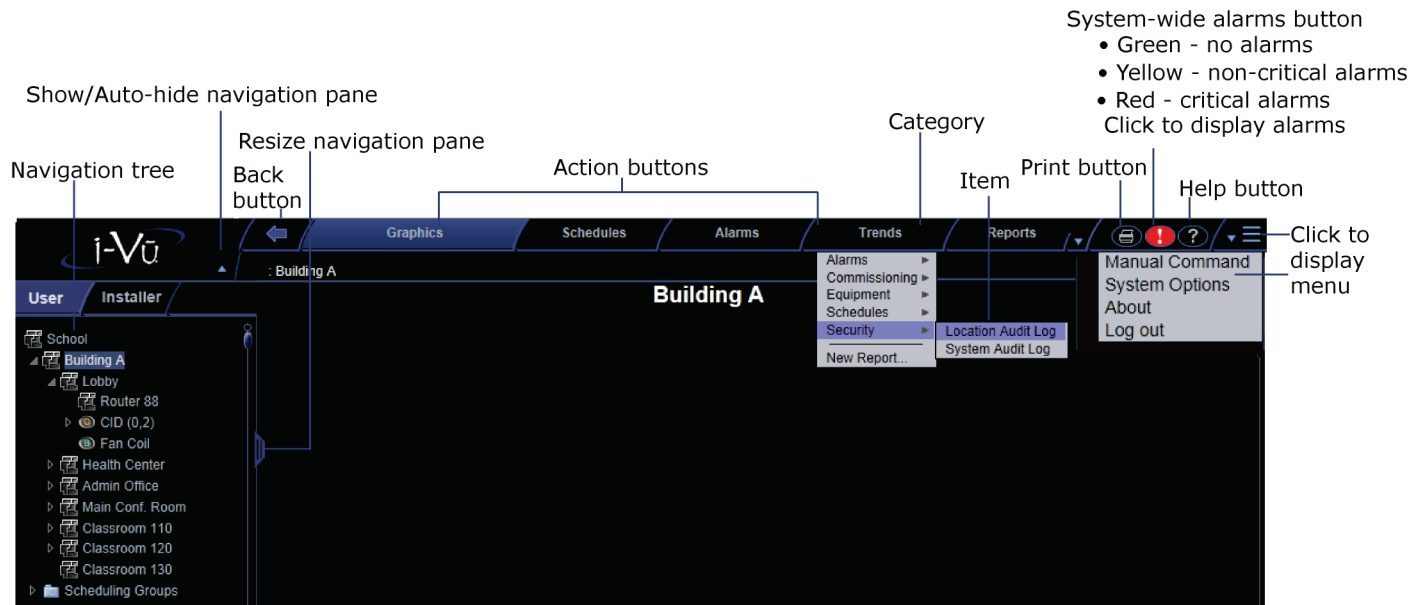 System-wide alarms button
• Green - no alarms
• Yellow - non-critical alarms
• Red - critical alarms
Click to display alarms
Show/Auto-hide navigation pane
Category
Resize navigation pane
Navigation tree
Back
button
Action buttons
Item
Print button
Help button
i-Vū
Graphics
Schedules
Alarms
Trends
Reports
!
?
Click to
display
menu
: Building A
Building A
User
Installer
School
Building A
Lobby
Router 88
CID (0,2)
Fan Coil
Health Center
Admin Office
Main Conf. Room
Classroom 110
Classroom 120
Classroom 130
Scheduling Groups
Alarms
Commissioning
Equipment
Schedules
Security
New Report...
Location Audit Log
System Audit Log
Manual Command
System Options
About
Log out